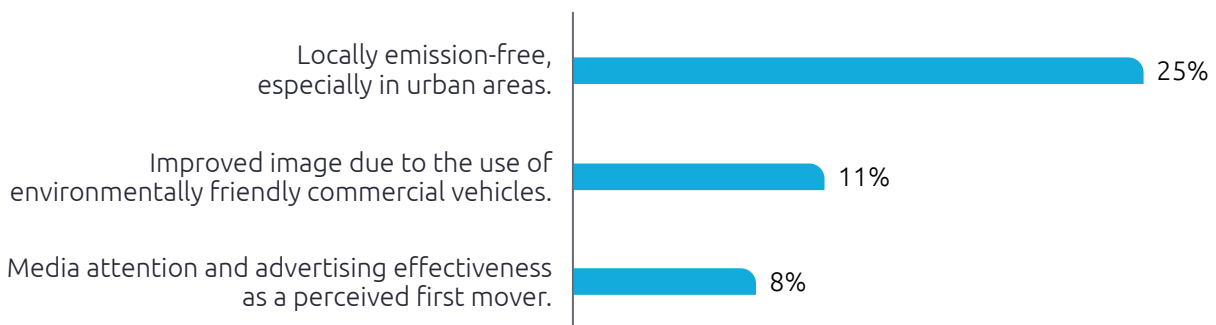 Locally emission-free,
especially in urban areas.
25%
Improved image due to the use of
environmentally friendly commercial vehicles.
11%
Media attention and advertising effectiveness
as a perceived first mover.
8%